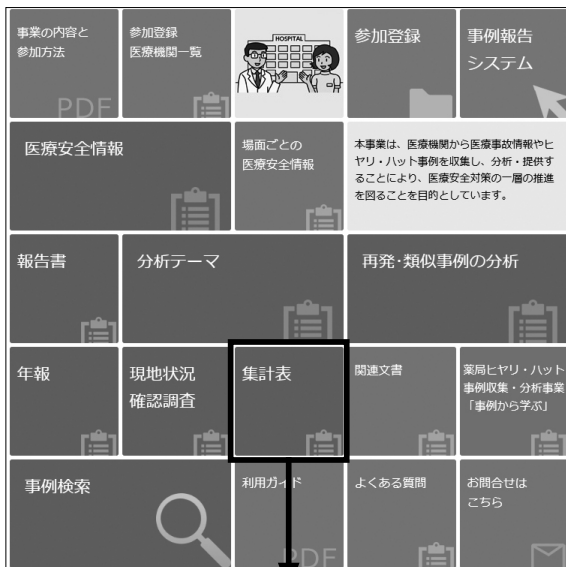 事業の内容と
参加方法
PDF
参加登録
医療機関一覧
HOSPITAL
参加登録
事例報告
システム
医療安全情報
場面ごとの
医療安全情報
本事業は、医療機関から医療事故情報やヒ
ヤリ・ハット事例を収集し、分析・提供す
ることにより、医療安全対策の一層の推進
を図ることを目的としています。
報告書
分析テーマ
再発・類似事例の分析
年報
現地状況
確認調査
集計表
関連文書
薬局ヒヤリ・ハット
事例収集・分析事業
「事例から学ぶ」
事例検索
利用ガイド
PDF
よくある質問
お問合せは
こちら